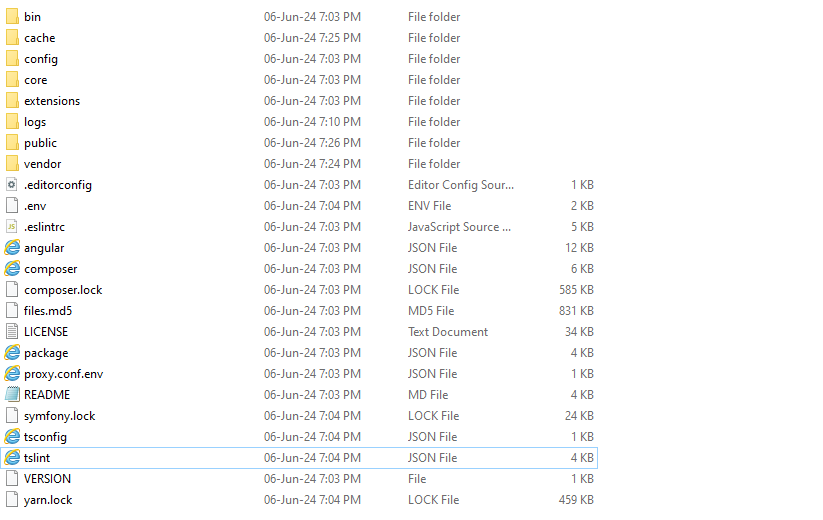 bin 06-Jun-24 7:03 PM File folder
cache 06-Jun-24 7:25 PM File folder
config 06-Jun-24 7:03 PM File folder
core 06-Jun-24 7:03 PM File folder
extensions 06-Jun-24 7:03 PM File folder
logs 06-Jun-24 7:10 PM File folder
public 06-Jun-24 7:26 PM File folder
vendor 06-Jun-24 7:24 PM File folder
.editorconfig 06-Jun-24 7:03 PM Editor Config Sour... 1 KB
.env 06-Jun-24 7:04 PM ENV File 2 KB
.eslintrc 06-Jun-24 7:03 PM JavaScript Source ... 5 KB
JS
angular 06-Jun-24 7:03 PM JSON File 12 KB
composer 06-Jun-24 7:03 PM JSON File 6 KB
composer.lock 06-Jun-24 7:03 PM LOCK File 585 KB
files.md5 06-Jun-24 7:03 PM MD5 File 831 KB
LICENSE 06-Jun-24 7:03 PM Text Document 34 KB
package 06-Jun-24 7:03 PM JSON File 4 KB
proxy.conf.env 06-Jun-24 7:03 PM JSON File 1 KB
README 06-Jun-24 7:03 PM MD File 4 KB
symfony.lock 06-Jun-24 7:04 PM LOCK File 24 KB
tsconfig 06-Jun-24 7:04 PM JSON File 1 KB
tslint 06-Jun-24 7:04 PM JSON File 4 KB
VERSION 06-Jun-24 7:03 PM File 1 KB
yarn.lock 06-Jun-24 7:04 PM LOCK File 459 KB